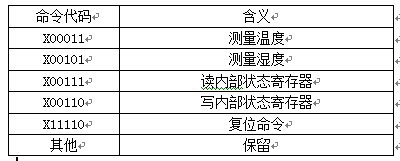 命令代码 含义
X00011 测量温度
X00101 测量湿度
X00111 读内部状态寄存器
X00110 写内部状态寄存器
X11110 复位命令
其他 保留